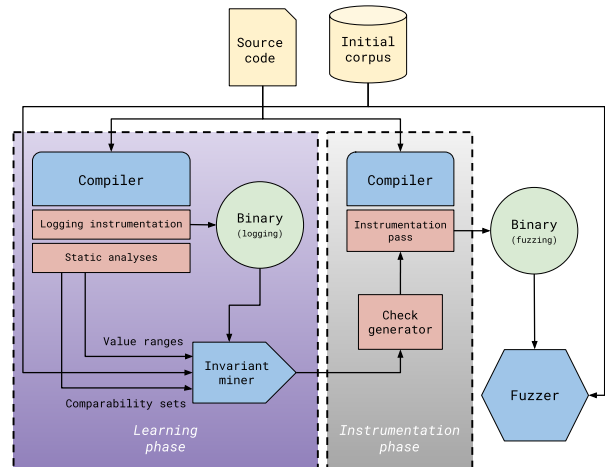 Source
code
Initial
corpus
Compiler
Logging instrumentation
Static analyses
Binary
(logging)
Value ranges
Comparability sets
Invariant
miner
Learning
phase
Compiler
Instrumentation
pass
Check
generator
Instrumentation
phase
Binary
(fuzzing)
Fuzzer